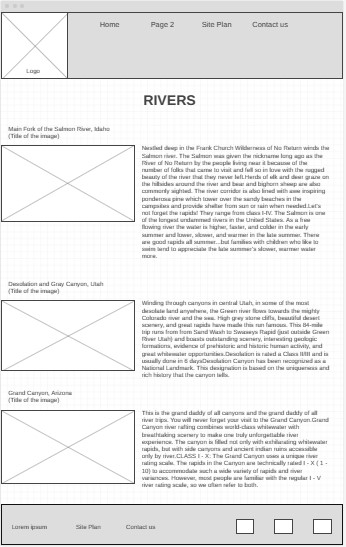 Home Page 2 Site Plan Contact us
Logo
RIVERS
Main Fork of the Salmon River, Idaho
(Title of the image)
Nestled deep in the Frank Church Wilderness of No Return winds the
Salmon river. The Salmon was given the nickname long ago as the
River of No Return by the people living near it because of the
number of folks that came to visit and fell so in love with the rugged
beauty of the river that they never left.Herds of elk and deer graze on
the hillsides around the river and bear and bighorn sheep are also
commonly sighted. The river corridor is also lined with awe inspiring
ponderosa pine which tower over the sandy beaches in the
campsites and provide shelter from sun or rain when needed.Let's
not forget the rapids! They range from class I-IV. The Salmon is one
of the longest undammed rivers in the United States. As a free
flowing river the water is higher, faster, and colder in the early
summer and lower, slower, and warmer in the late summer. There
are good rapids all summer...but families with children who like to
swim tend to appreciate the late summer's slower, warmer water
more.
Desolation and Gray Canyon, Utah
(Title of the image)
Winding through canyons in central Utah, in some of the most
desolate land anywhere, the Green river flows towards the mighty
Colorado river and the sea. High gray stone cliffs, beautiful desert
scenery, and great rapids have made this run famous. This 84-mile
trip runs from Sand Wash to Swaseys Rapid (just outside Green
River Utah) and boasts outstanding scenery, interesting geologic
formations, evidence of prehistoric and historic human activity, and
great whitewater opportunities.Desolation is rated a Class II/III and is
usually done in 6 daysDesolation Canyon has been recognized as a
National Landmark. This designation is based on the uniqueness and
rich history that the canyon tells.
Grand Canyon, Arizona
(Title of the image)
This is the grand daddy of all canyons and the grand daddy of all
river trips. You will never forget your visit to the Grand Canyon.Grand
Canyon river rafting combines world-class whitewater with
breathtaking scenery to make one truly unforgettable river
experience. The canyon is filled not only with exhilarating whitewater
rapids, but with side canyons and ancient indian ruins accessible
only by river.CLASS I - X: The Grand Canyon uses a unique river
rating scale. The rapids in the Canyon are technically rated I - X ( 1 -
10) to accommodate such a wide variety of rapids and river
variances. However, most people are familiar with the regular I - V
river rating scale, so we often refer to both.
Lorem ipsum Site Plan Contact us